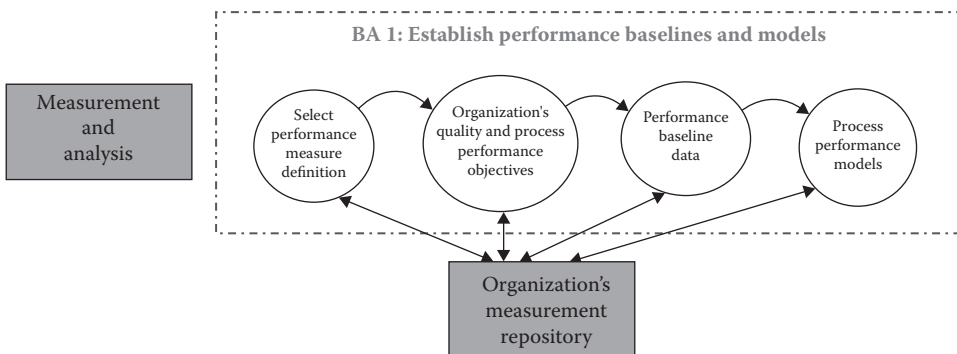 BA 1: Establish performance baselines and models
Measurement
and
analysis
Select
performance
measure
definition
Organization's
quality and process
performance
objectives
Performance
baseline
data
Process
performance
models
Organization's
measurement
repository